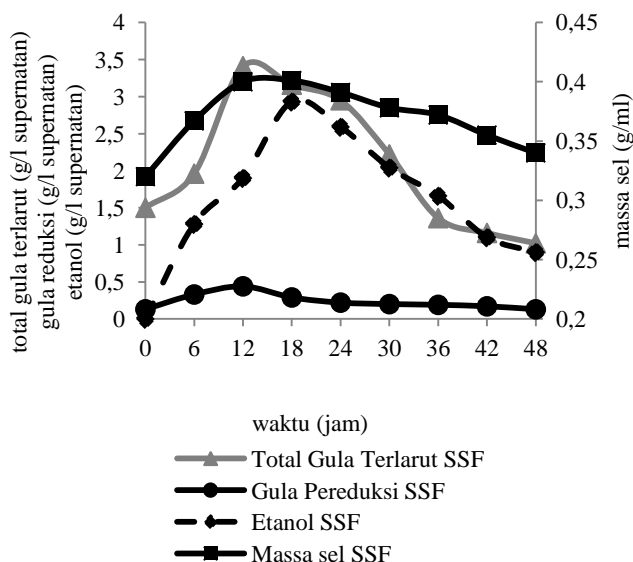 total gula terlarut (g/l supernatan)
gula reduksi (g/l supernatan)
etanol (g/l supernatan)
4
3,5
3
2,5
2
1,5
1
0,5
0
0,45
0,4
0,35
0,3
0,25
0,2
massa sel (g/ml)
0 6 12 18 24 30 36 42 48
waktu (jam)
Total Gula Terlarut SSF
Gula Pereduksi SSF
Etanol SSF
Massa sel SSF